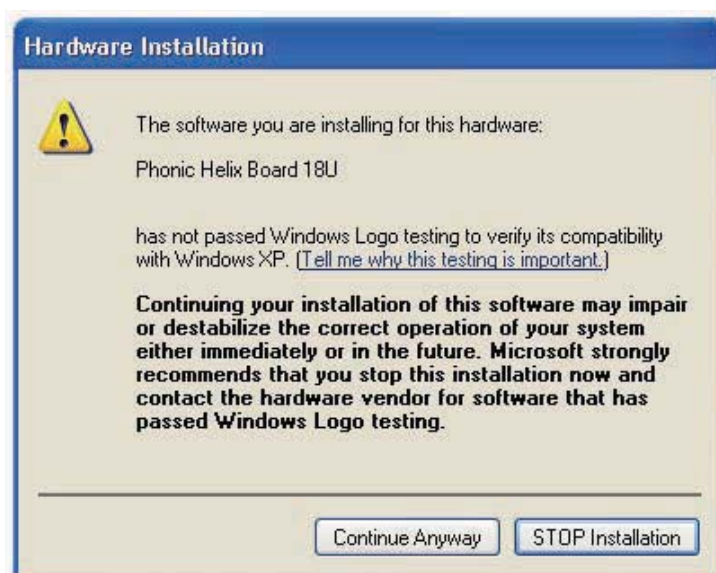 Hardware Installation
The software you are installing for this hardware:
Phonic Helix Board 18U
has not passed Windows Logo testing to verify its compatibility
with Windows XP. (Tell me why this testing is important.)
Continuing your installation of this software may impair
or destabilize the correct operation of your system
either immediately or in the future. Microsoft strongly
recommends that you stop this installation now and
contact the hardware vendor for software that has
passed Windows Logo testing.
Continue Anyway STOP Installation